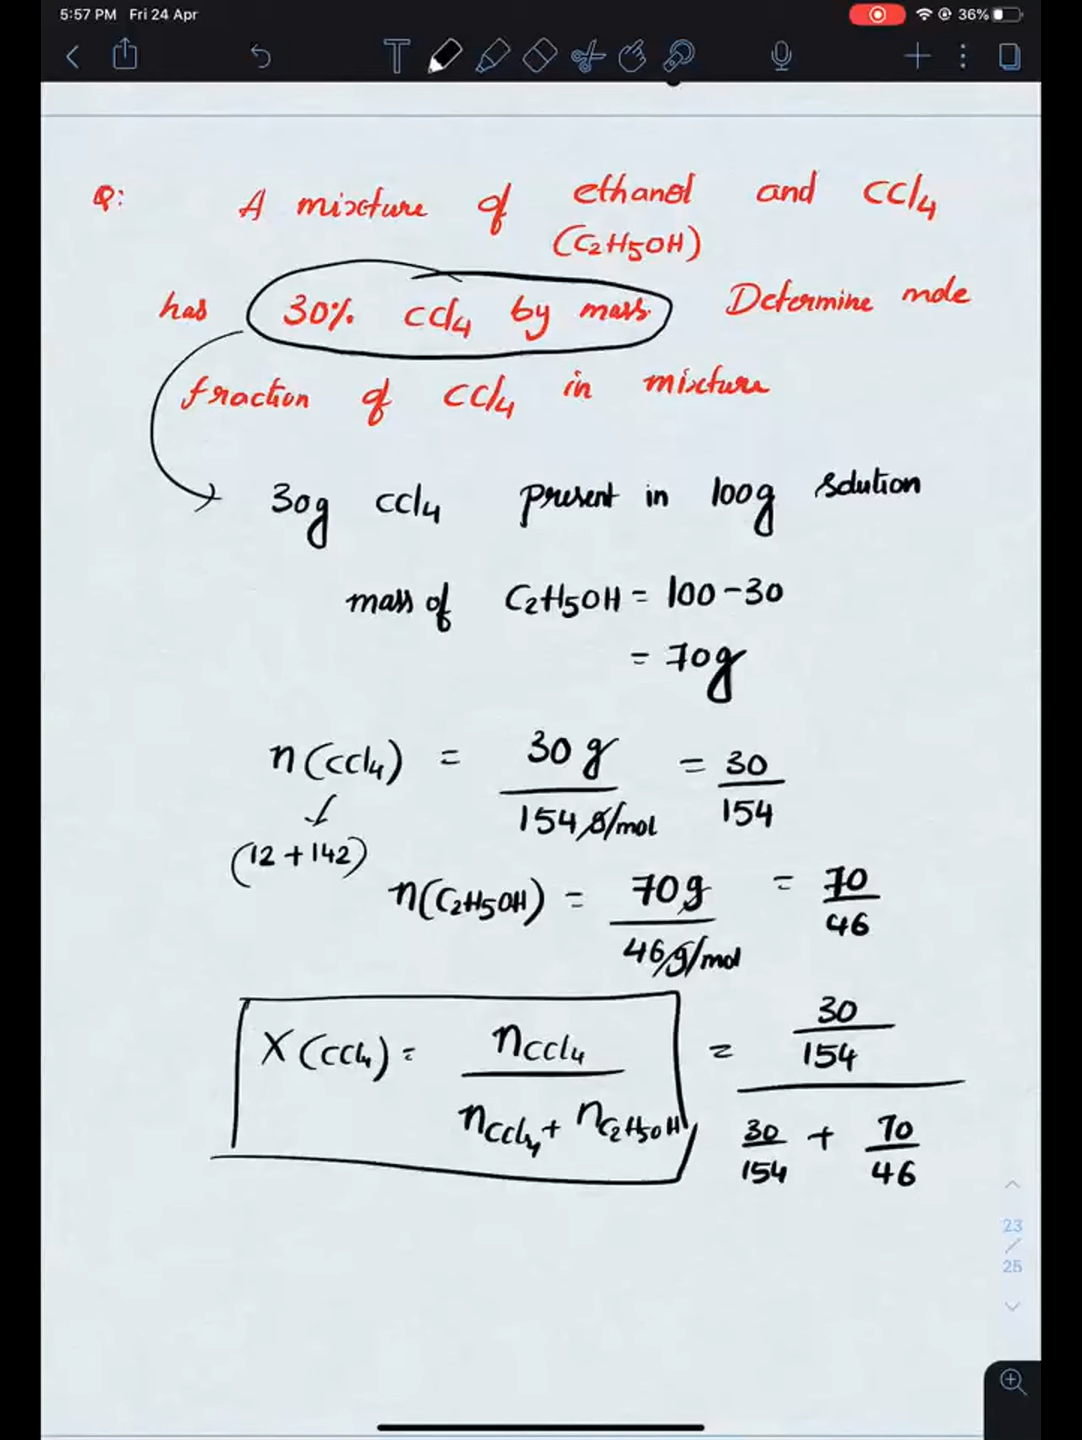 5:57 PM Fri 24 Apr 36%
Q: A mixture of ethanol and CCl4
(C2H5OH)
has 30% CCl4 by mass. Determine mole
fraction of CCl4 in mixture
30g CCl4 present in 100g solution
mass of C2H5OH = 100 - 30
= 70g
n(CCl4) = 30g / 154 g/mol = 30/154
(12 + 142)
n(C2H5OH) = 70g / 46 g/mol = 70/46
X(CCl4) = nCCl4 / nCCl4 + nC2H5OH = 30/154 / 30/154 + 70/46
23
/
25